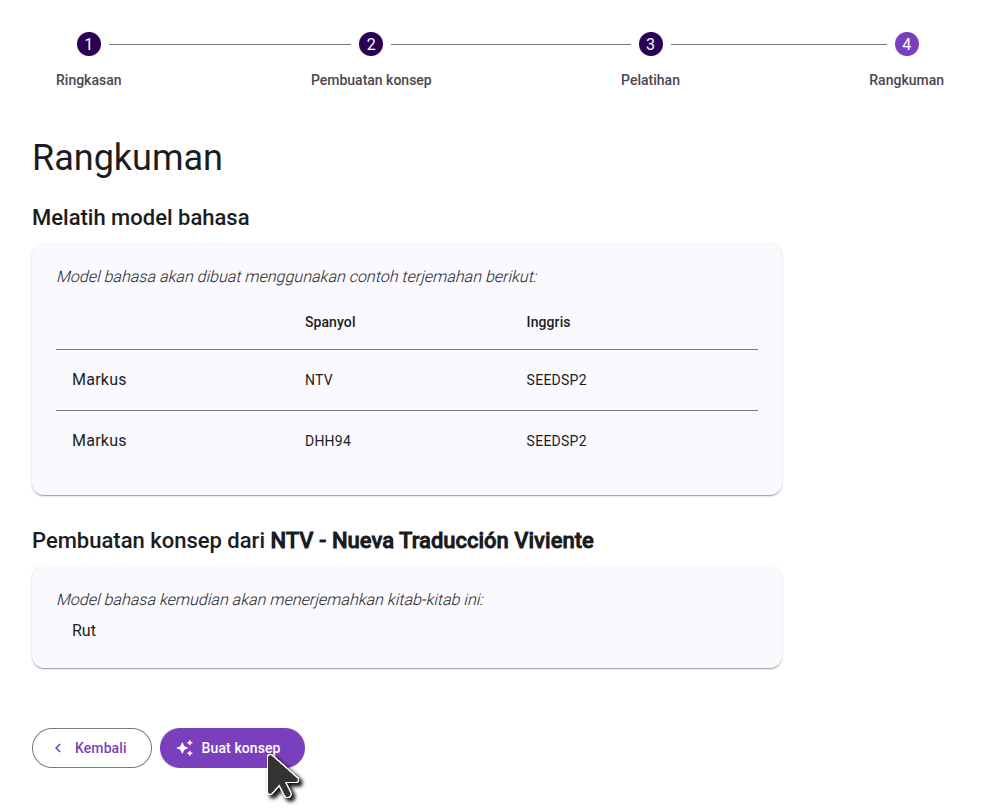 1 2 3 4
Ringkasan Pembuatan konsep Pelatihan Rangkuman
Rangkuman
Melatih model bahasa
Model bahasa akan dibuat menggunakan contoh terjemahan berikut:
Spanyol Inggris
Markus NTV SEEDSP2
Markus DHH94 SEEDSP2
Pembuatan konsep dari NTV - Nueva Traducción Viviente
Model bahasa kemudian akan menerjemahkan kitab-kitab ini:
Rut
Kembali Buat konsep